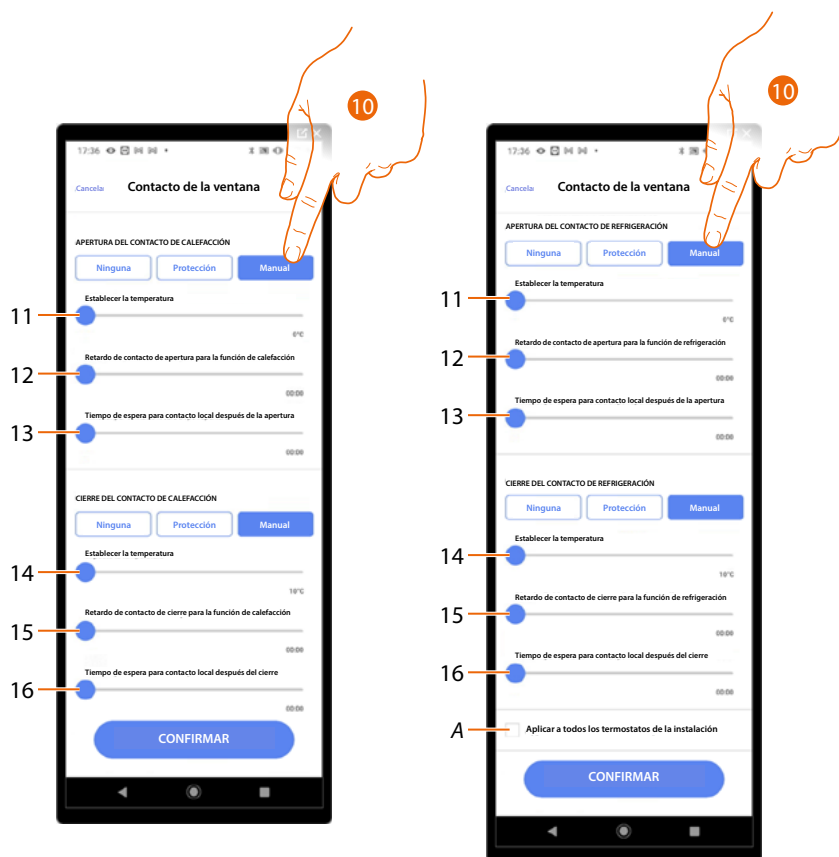 10
17:36
Cancela
Contacto de la ventana
APERTURA DEL CONTACTO DE CALEFACCIÓN
Ninguna Protección Manual
11 Establecer la temperatura
0°C
12 Retardo de contacto de apertura para la función de calefacción
00:00
13 Tiempo de espera para contacto local después de la apertura
00:00
CIERRE DEL CONTACTO DE CALEFACCIÓN
Ninguna Protección Manual
14 Establecer la temperatura
10°C
15 Retardo de contacto de cierre para la función de calefacción
00:00
16 Tiempo de espera para contacto local después del cierre
00:00
CONFIRMAR
10
17:36
Cancela
Contacto de la ventana
APERTURA DEL CONTACTO DE REFRIGERACIÓN
Ninguna Protección Manual
11 Establecer la temperatura
0°C
12 Retardo de contacto de apertura para la función de refrigeración
00:00
13 Tiempo de espera para contacto local después de la apertura
00:00
CIERRE DEL CONTACTO DE REFRIGERACIÓN
Ninguna Protección Manual
14 Establecer la temperatura
10°C
15 Retardo de contacto de cierre para la función de refrigeración
00:00
16 Tiempo de espera para contacto local después del cierre
00:00
A Aplicar a todos los termostatos de la instalación
CONFIRMAR